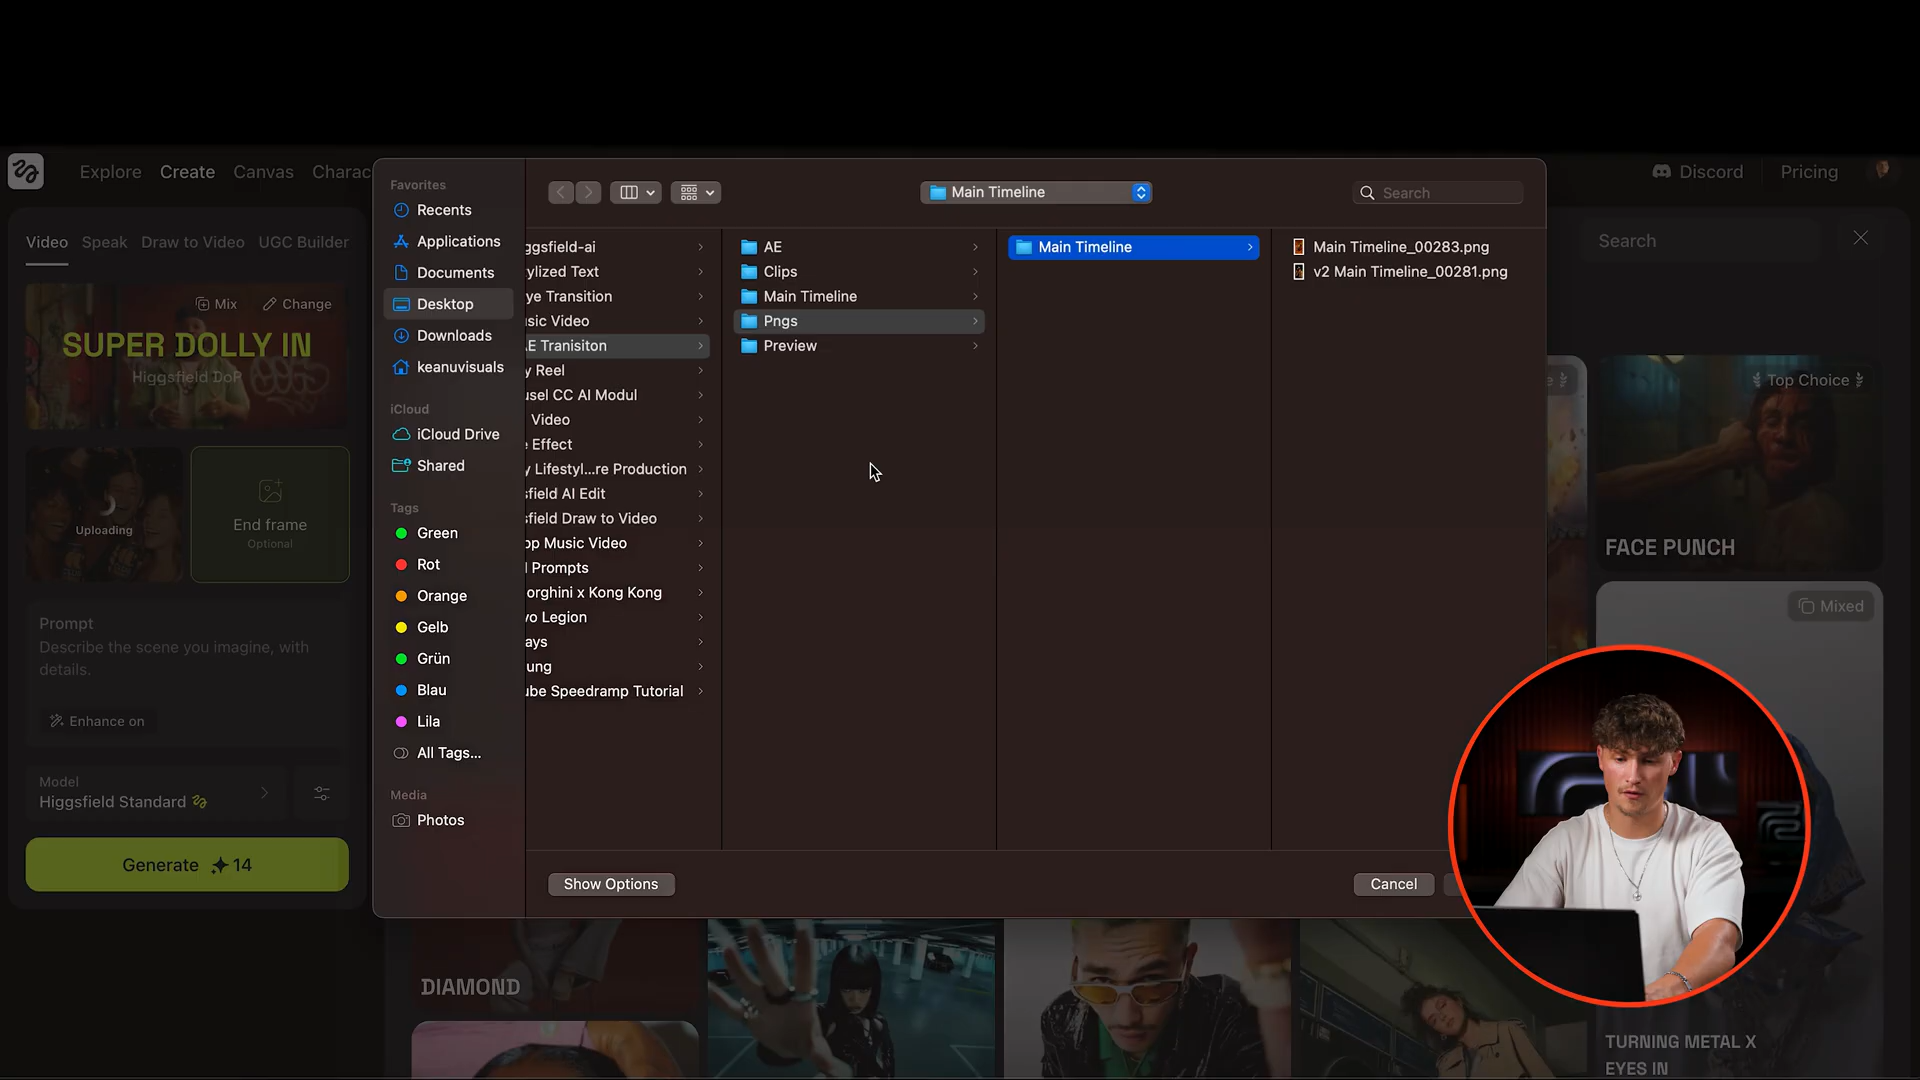 Explore Create Canvas Charac
Discord Pricing
Video Speak Draw to Video UGC Builder
Mix Change
SUPER DOLLY IN
Higgsfield DoP
Uploading
End frame
Optional
Prompt
Describe the scene you imagine, with
details.
Enhance on
Model
Higgsfield Standard
Generate 14
Favorites
Recents
Applications
Documents
Desktop
Downloads
keanuvisuals
iCloud
iCloud Drive
Shared
Tags
Green
Rot
Orange
Gelb
Grün
Blau
Lila
All Tags...
Media
Photos
Main Timeline
Search
ggsfield-ai
ylized Text
ye Transition
sic Video
E Transiton
y Reel
usel CC AI Modul
Video
e Effect
y Lifestyl...re Production
sfield AI Edit
sfield Draw to Video
op Music Video
l Prompts
orghini x Kong Kong
vo Legion
ays
ung
ube Speedramp Tutorial
AE
Clips
Main Timeline
Pngs
Preview
Main Timeline
Main Timeline_00283.png
v2 Main Timeline_00281.png
Show Options
Cancel
Search
Top Choice
FACE PUNCH
Mixed
DIAMOND
TURNING METAL X
EYES IN